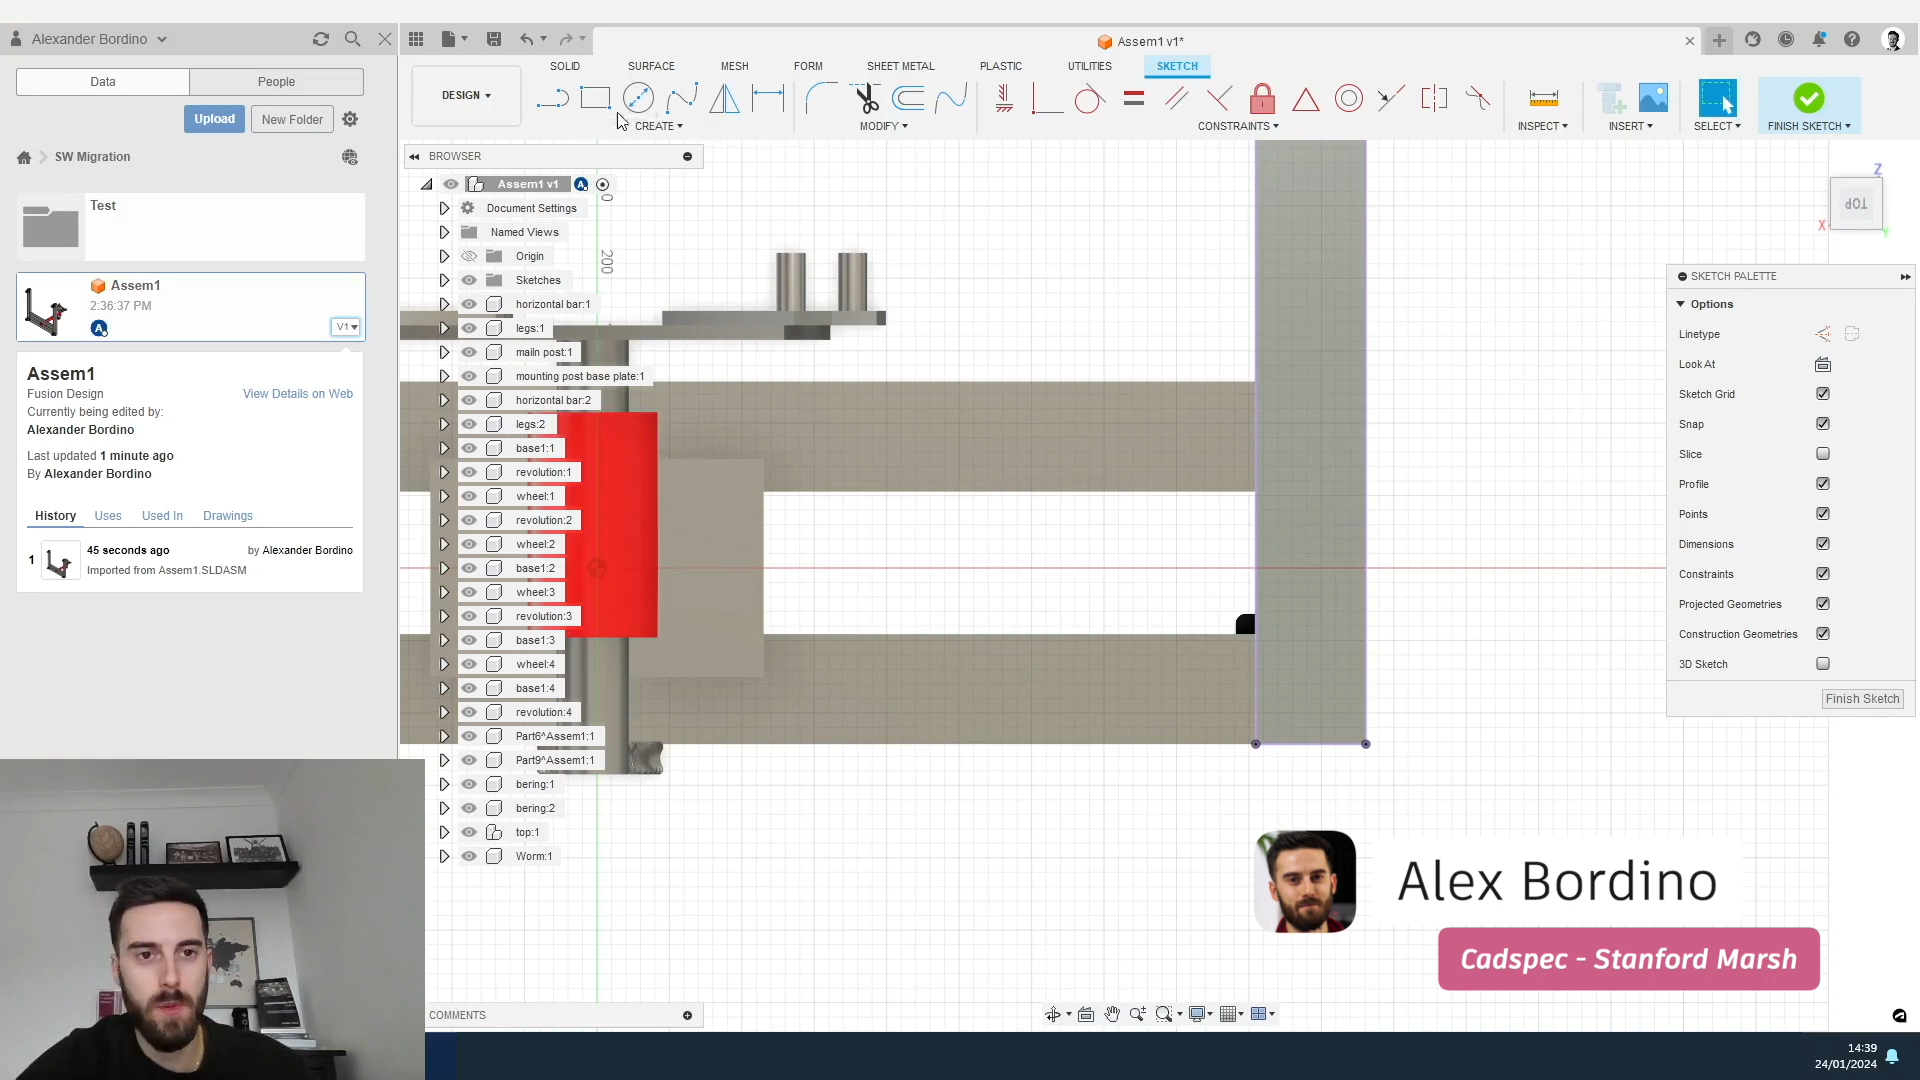 Alexander Bordino
Assem1 v1*
Data
People
Upload
New Folder
SW Migration
Test
Assem1
2:36:37 PM
A
V1
Assem1
Fusion Design
View Details on Web
Currently being edited by:
Alexander Bordino
Last updated 1 minute ago
By Alexander Bordino
History
Uses
Used In
Drawings
1
45 seconds ago
by Alexander Bordino
Imported from Assem1.SLDASM
SOLID
SURFACE
MESH
FORM
SHEET METAL
PLASTIC
UTILITIES
SKETCH
DESIGN
CREATE
MODIFY
CONSTRAINTS
INSPECT
INSERT
SELECT
FINISH SKETCH
BROWSER
Assem1 v1
A
Document Settings
Named Views
Origin
Sketches
horizontal bar:1
legs:1
mailn post:1
mounting post base plate:1
horizontal bar:2
legs:2
base1:1
revolution:1
wheel:1
revolution:2
wheel:2
base1:2
wheel:3
revolution:3
base1:3
wheel:4
base1:4
revolution:4
Part6^Assem1:1
Part9^Assem1:1
bering:1
bering:2
top:1
Worm:1
0
200
Z
TOP
X
Y
SKETCH PALETTE
Options
Linetype
Look At
Sketch Grid
Snap
Slice
Profile
Points
Dimensions
Constraints
Projected Geometries
Construction Geometries
3D Sketch
Finish Sketch
Alex Bordino
Cadspec - Stanford Marsh
COMMENTS
14:39
24/01/2024